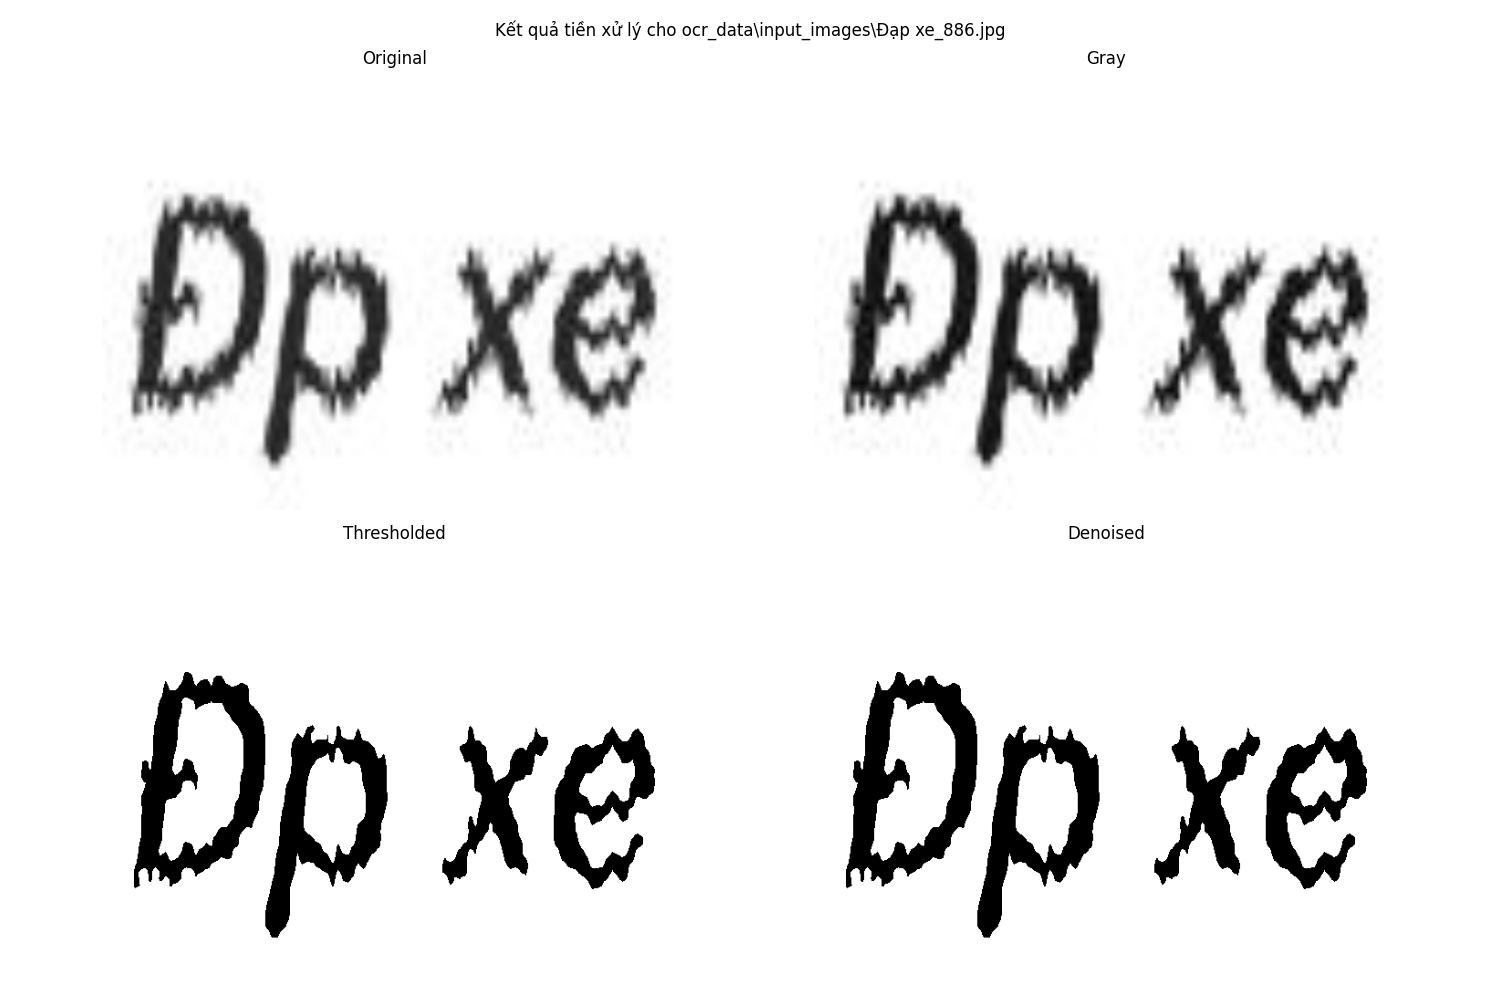 Kết quả tiền xử lý cho ocr_data\input_images\Đạp xe_886.jpg
Original
Gray
Đp xe
Đp xe
Thresholded
Denoised
Đp xe
Đp xe